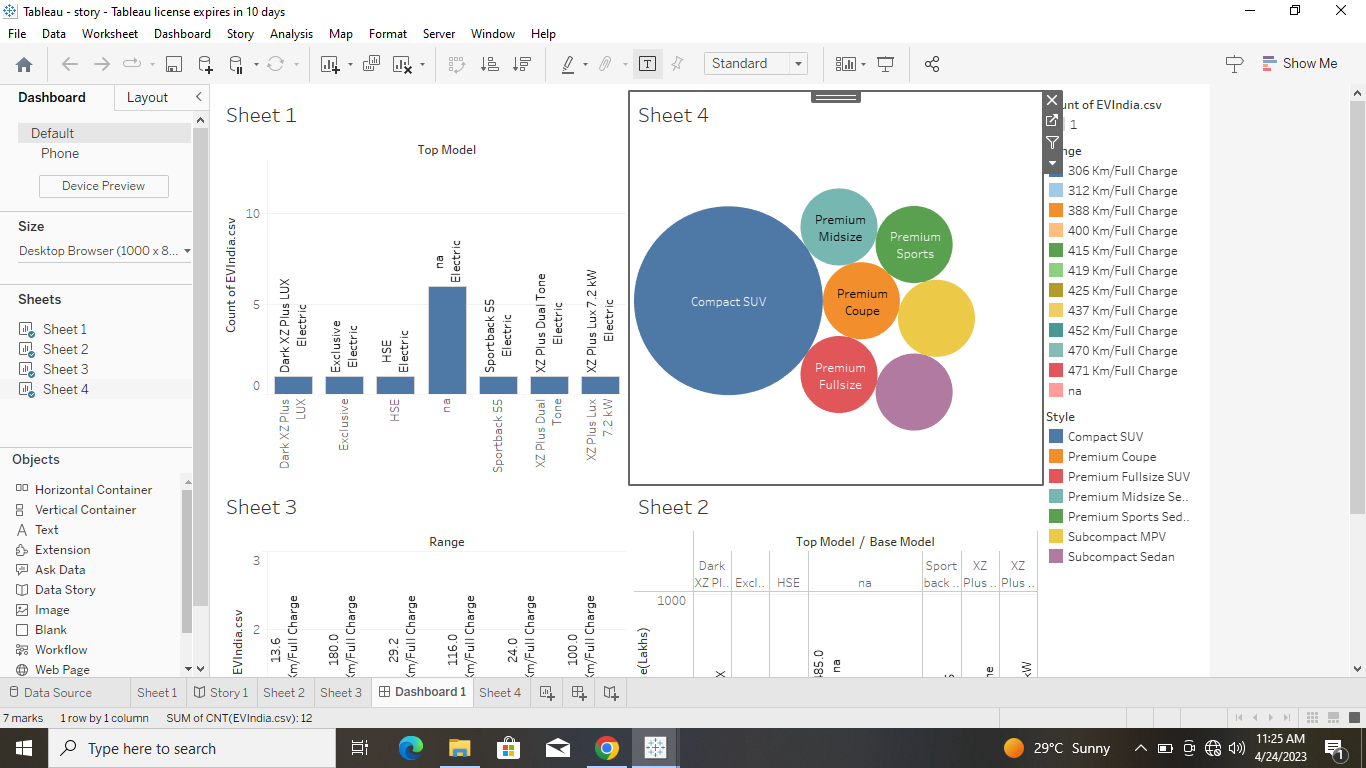 Tableau - story - Tableau license expires in 10 days
File Data Worksheet Dashboard Story Analysis Map Format Server Window Help
Standard
Show Me
Dashboard
Layout
Default
Phone
Device Preview
Size
Desktop Browser (1000 x 8...
Sheets
Sheet 1
Sheet 2
Sheet 3
Sheet 4
Objects
Horizontal Container
Vertical Container
Text
Extension
Ask Data
Data Story
Image
Blank
Workflow
Web Page
Sheet 1
Top Model
Count of EVIndia.csv
10
5
0
Dark XZ Plus LUX
Electric
Exclusive
Electric
HSE
Electric
na
Electric
Sportback 55
Electric
XZ Plus Dual Tone
Electric
XZ Plus Lux 7.2 kW
Electric
Dark XZ Plus
LUX
Exclusive
HSE
na
Sportback 55
XZ Plus Dual
Tone
XZ Plus Lux
7.2 kW
Sheet 4
Compact SUV
Premium
Midsize
Premium
Sports
Premium
Coupe
Premium
Fullsize
unt of EVIndia.csv
1
nge
306 Km/Full Charge
312 Km/Full Charge
388 Km/Full Charge
400 Km/Full Charge
415 Km/Full Charge
419 Km/Full Charge
425 Km/Full Charge
437 Km/Full Charge
452 Km/Full Charge
470 Km/Full Charge
471 Km/Full Charge
na
Style
Compact SUV
Premium Coupe
Premium Fullsize SUV
Premium Midsize Se..
Premium Sports Sed..
Subcompact MPV
Subcompact Sedan
Sheet 3
Range
EVIndia.csv
3
2
13.6
Km/Full Charge
180.0
Km/Full Charge
29.2
Km/Full Charge
116.0
Km/Full Charge
24.0
Km/Full Charge
100.0
Km/Full Charge
Sheet 2
Top Model / Base Model
Dark
XZ Pl..
Excl..
HSE
na
Sport
back ..
XZ
Plus ..
XZ
Plus ..
e(Lakhs)
1000
X
485.0
na
ne
kW
Data Source
Sheet 1
Story 1
Sheet 2
Sheet 3
Dashboard 1
Sheet 4
7 marks 1 row by 1 column SUM of CNT(EVIndia.csv): 12
Type here to search
29°C Sunny
11:25 AM
4/24/2023
1